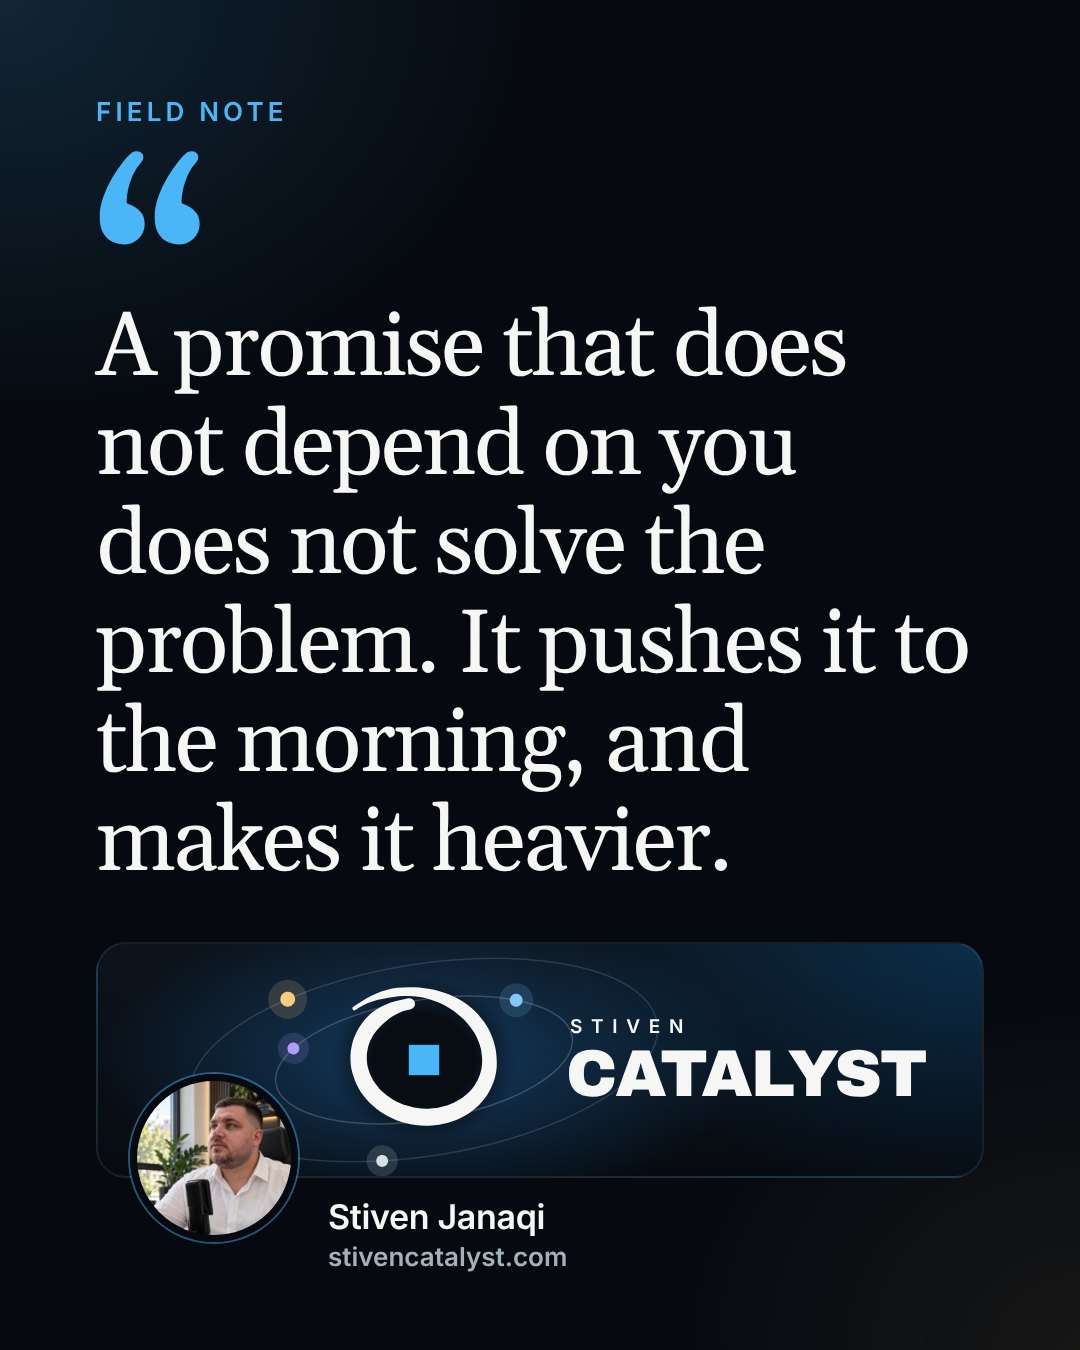 FIELD NOTE
“
A promise that does
not depend on you
does not solve the
problem. It pushes it to
the morning, and
makes it heavier.
STIVEN
CATALYST
Stiven Janaqi
stivencatalyst.com